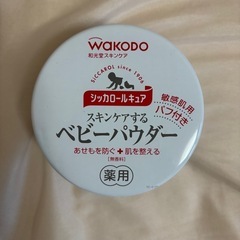 wakodo
和光堂スキンケア
SICCAROL since 1906
シッカロールキュア
敏感肌用
パフ付き
スキンケアする
ベビーパウダー
あせもを防ぐ+肌を整える
[無香料]
薬用